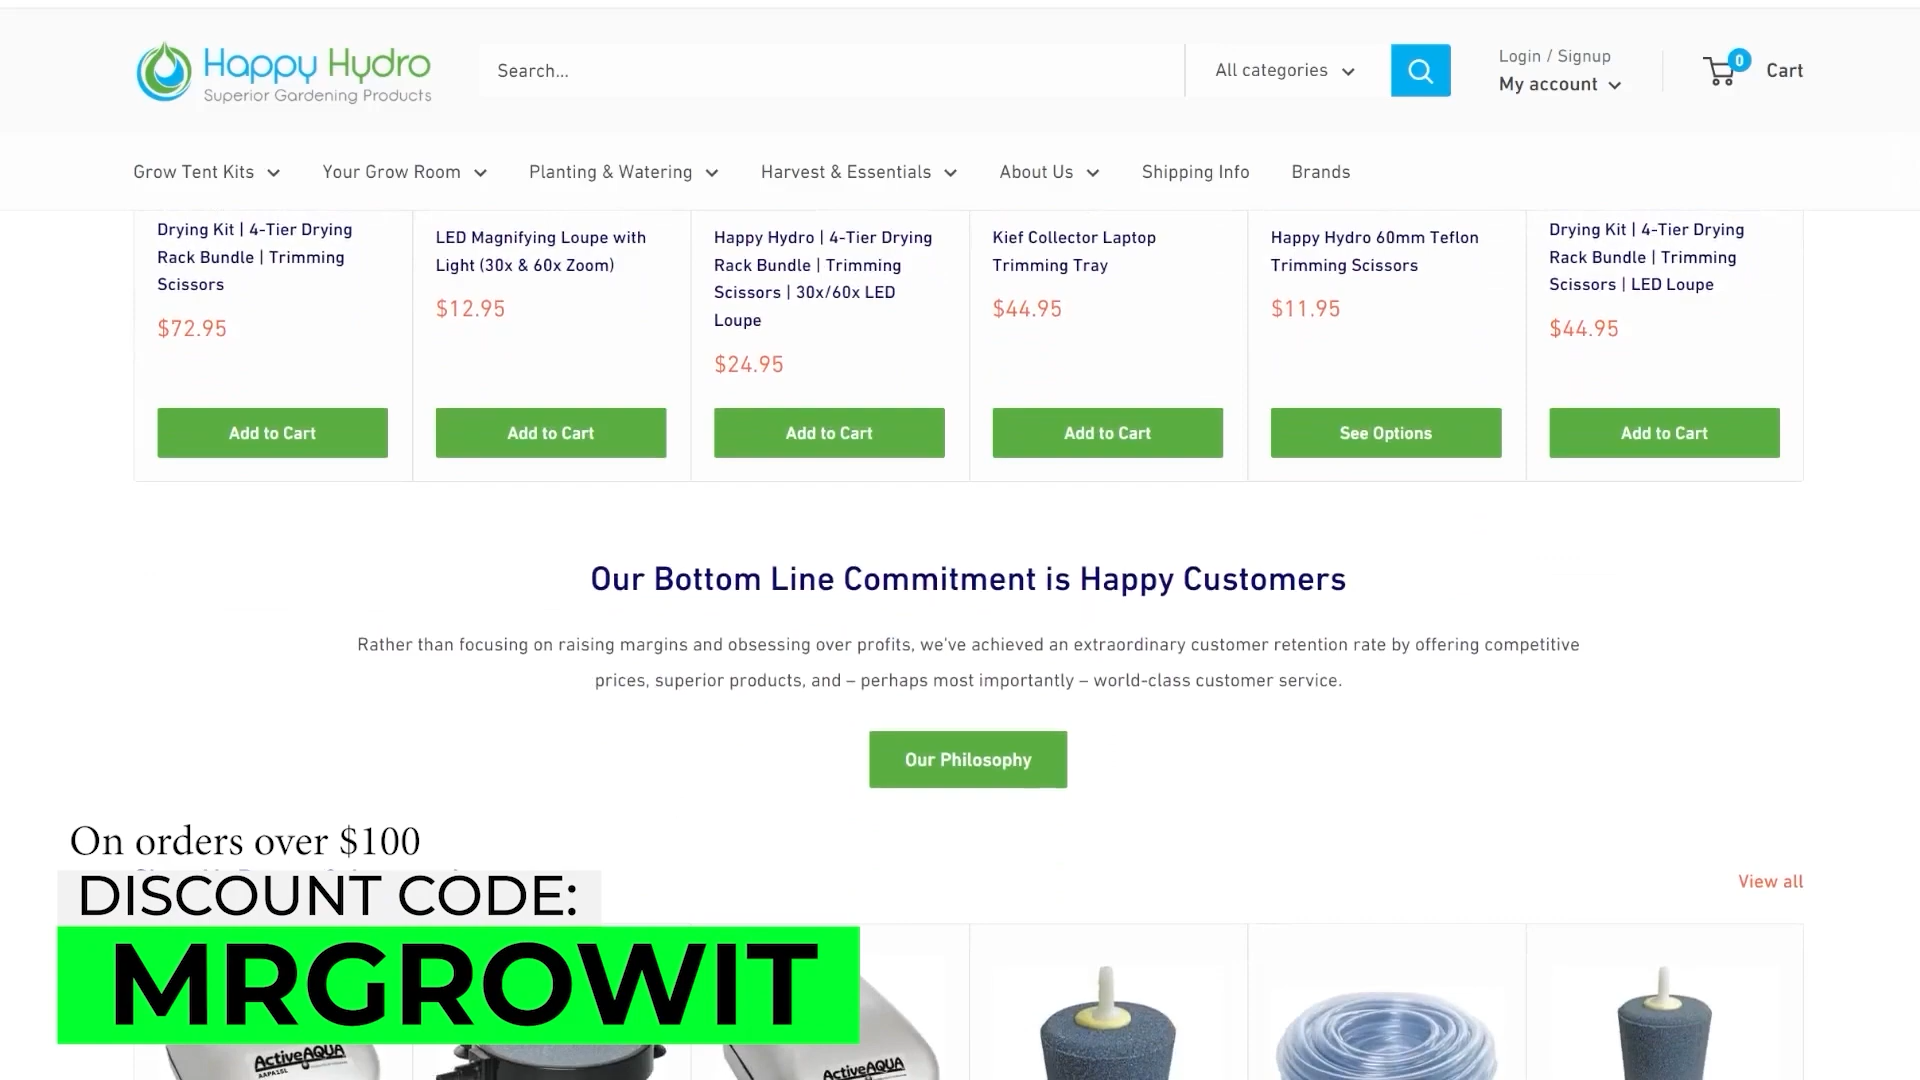 Happy Hydro
Superior Gardening Products
Search...
All categories
Login / Signup
My account
0
Cart
Grow Tent Kits
Your Grow Room
Planting & Watering
Harvest & Essentials
About Us
Shipping Info
Brands
Drying Kit | 4-Tier Drying
Rack Bundle | Trimming
Scissors
$72.95
Add to Cart
LED Magnifying Loupe with
Light (30x & 60x Zoom)
$12.95
Add to Cart
Happy Hydro | 4-Tier Drying
Rack Bundle | Trimming
Scissors | 30x/60x LED
Loupe
$24.95
Add to Cart
Kief Collector Laptop
Trimming Tray
$44.95
Add to Cart
Happy Hydro 60mm Teflon
Trimming Scissors
$11.95
See Options
Drying Kit | 4-Tier Drying
Rack Bundle | Trimming
Scissors | LED Loupe
$44.95
Add to Cart
Our Bottom Line Commitment is Happy Customers
Rather than focusing on raising margins and obsessing over profits, we've achieved an extraordinary customer retention rate by offering competitive
prices, superior products, and – perhaps most importantly – world-class customer service.
Our Philosophy
On orders over $100
DISCOUNT CODE:
MRGROWIT
View all
ActiveAQUA
AAPA15L
ActiveAQUA